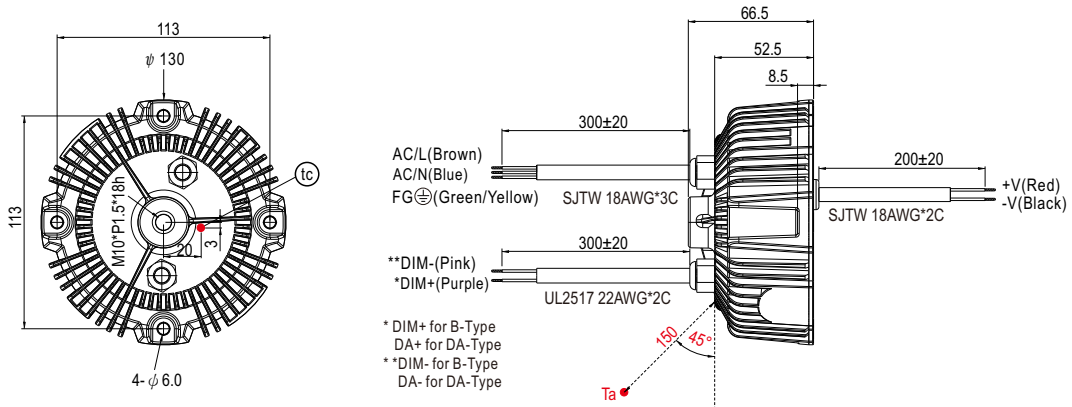 113
ψ 130
113
tc
M10*P1.5*18h
20
3
4- ϕ 6.0
66.5
52.5
8.5
300±20
AC/L(Brown)
AC/N(Blue)
FG⏚(Green/Yellow)
SJTW 18AWG*3C
200±20
+V(Red)
-V(Black)
SJTW 18AWG*2C
300±20
**DIM-(Pink)
*DIM+(Purple)
UL2517 22AWG*2C
* DIM+ for B-Type
DA+ for DA-Type
* *DIM- for B-Type
DA- for DA-Type
150
45°
Ta